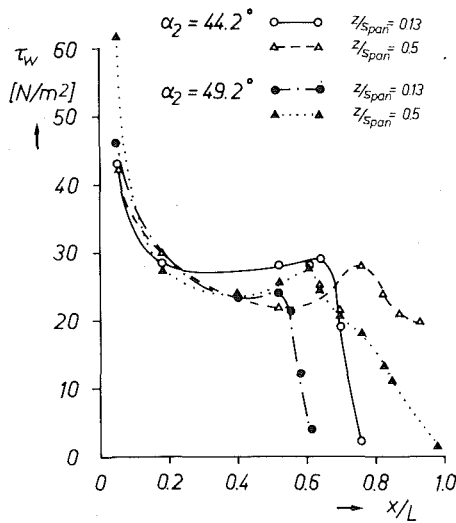 α₂ = 44.2° z/span = 0.13
z/span = 0.5
α₂ = 49.2° z/span = 0.13
z/span = 0.5
τw
[N/m²]
60
50
40
30
20
10
0
0 0.2 0.4 0.6 0.8 1.0
x/L